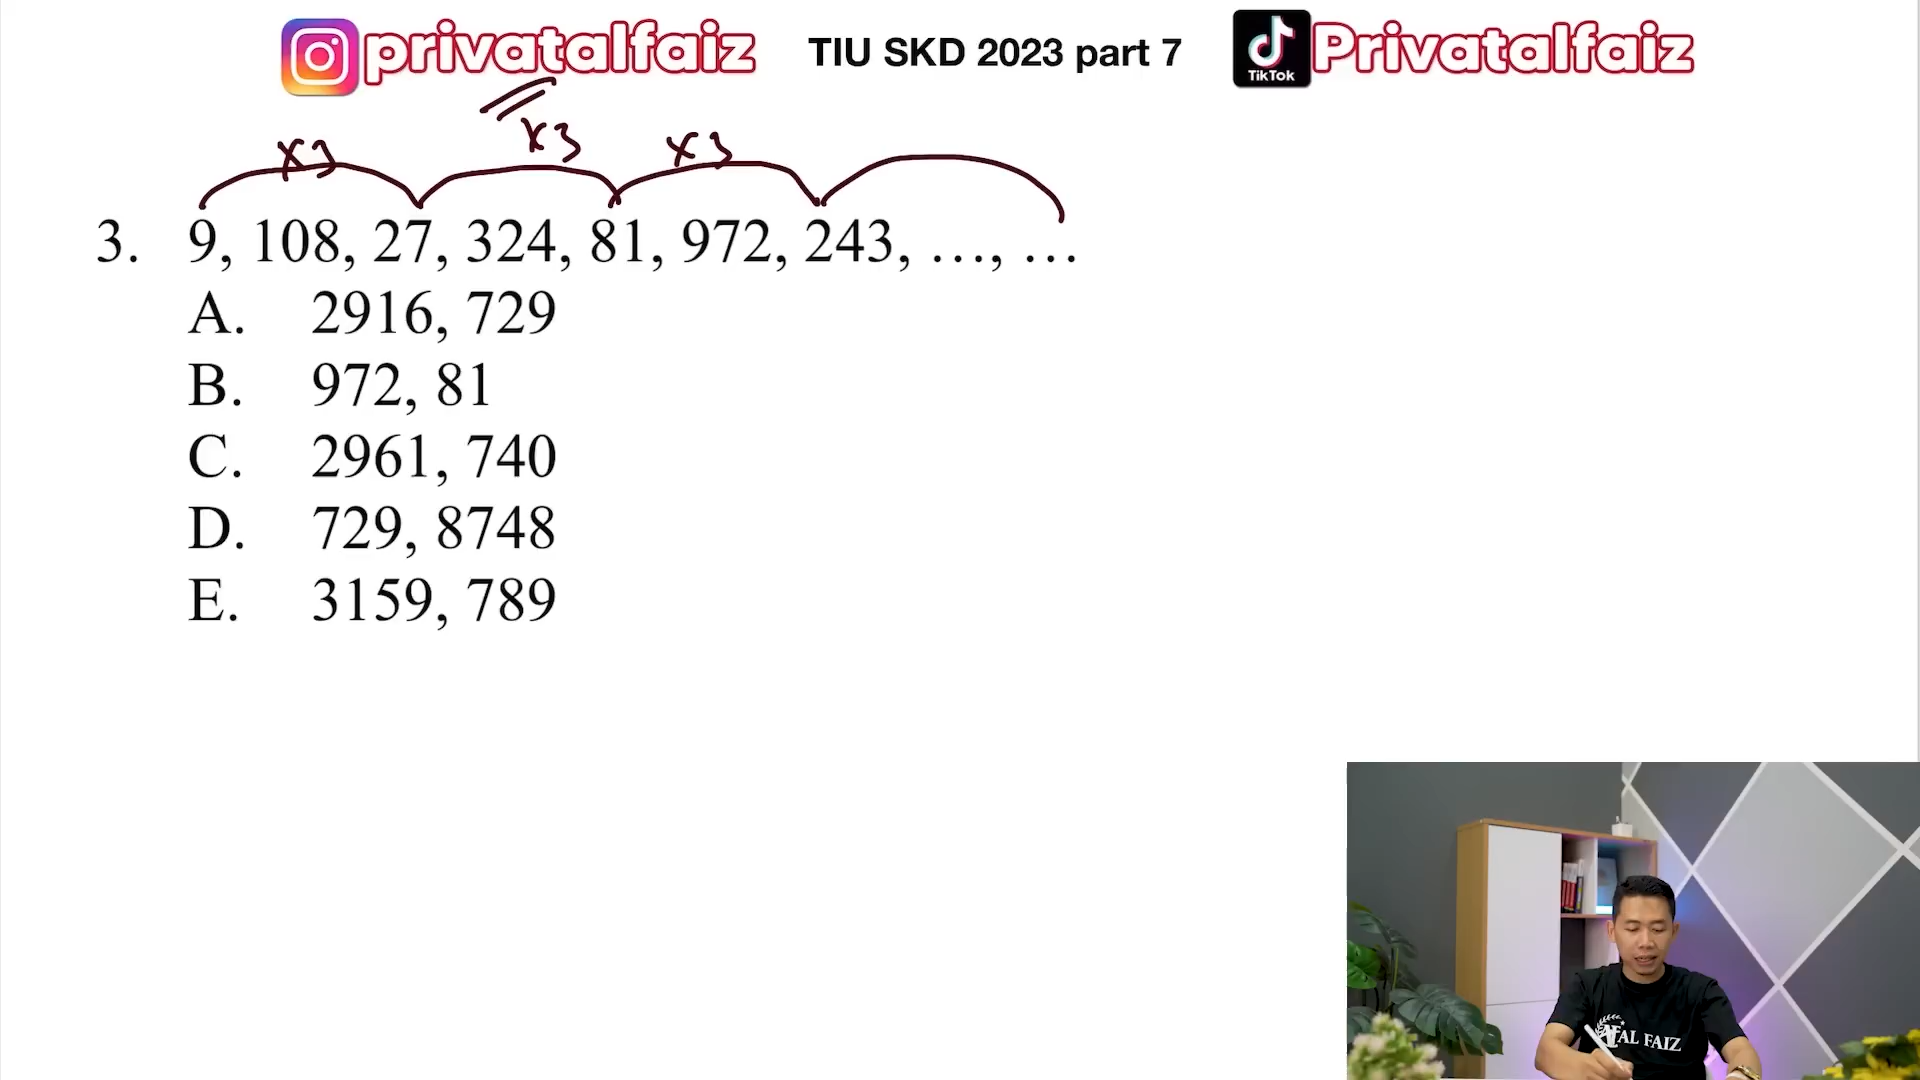 privatalfaiz TIU SKD 2023 part 7 TikTok Privatalfaiz
x3 x3 x3
3. 9, 108, 27, 324, 81, 972, 243, …, …
A. 2916, 729
B. 972, 81
C. 2961, 740
D. 729, 8748
E. 3159, 789
AL FAIZ